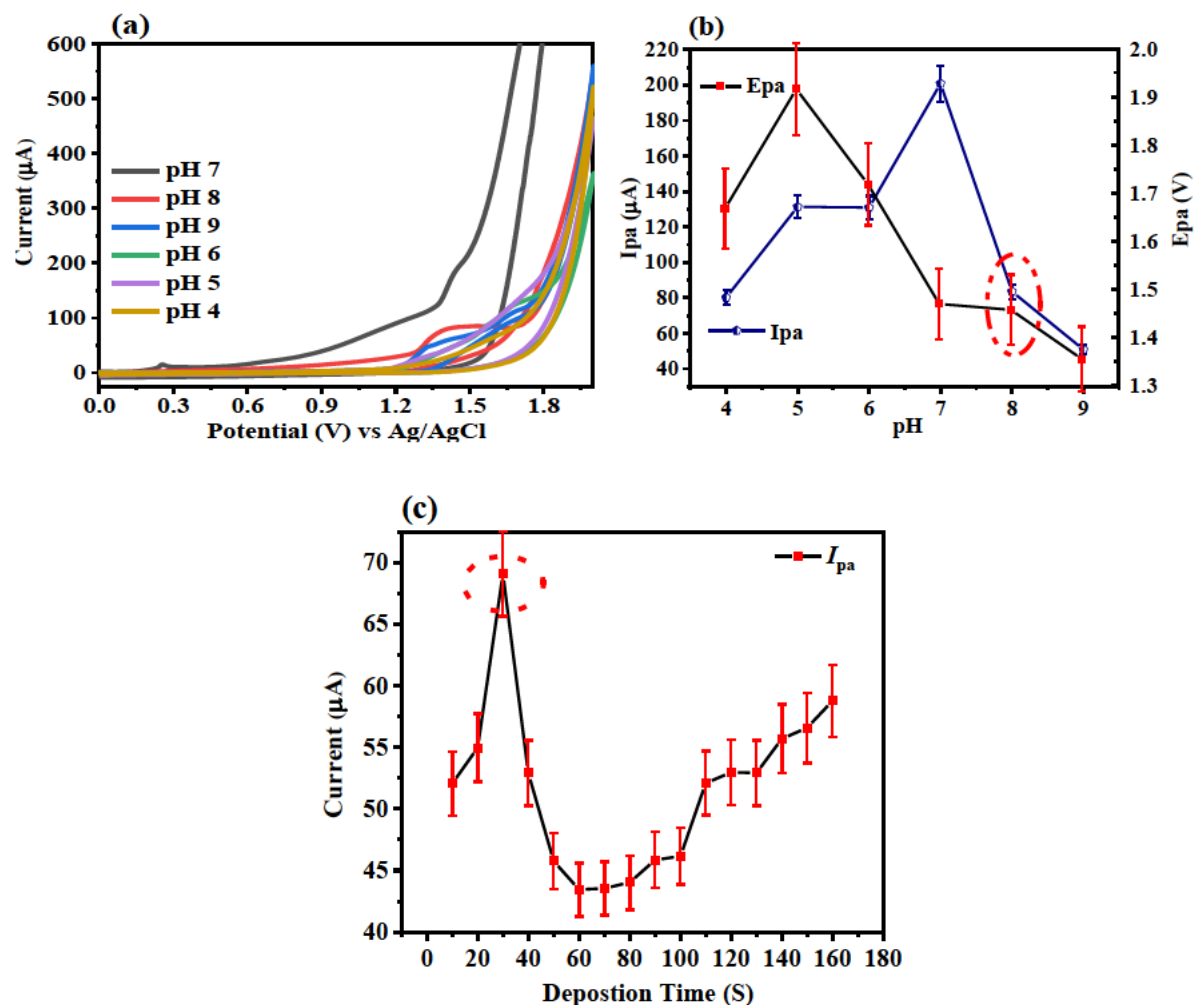 (a)
600
500
400
300
200
100
0
Current (µA)
pH 7
pH 8
pH 9
pH 6
pH 5
pH 4
0.0 0.3 0.6 0.9 1.2 1.5 1.8
Potential (V) vs Ag/AgCl
(b)
220
200
180
160
140
120
100
80
60
40
Ipa (µA)
Epa
Ipa
2.0
1.9
1.8
1.7
1.6
1.5
1.4
1.3
Epa (V)
4 5 6 7 8 9
pH
(c)
70
65
60
55
50
45
40
Current (µA)
Ipa
0 20 40 60 80 100 120 140 160 180
Depostion Time (S)